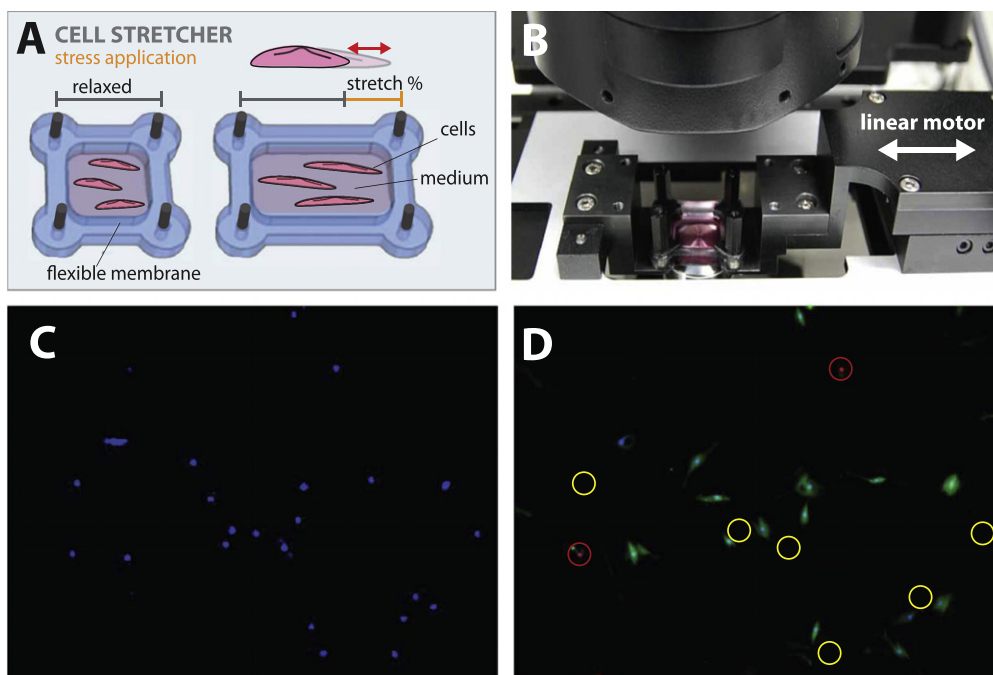 A
CELL STRETCHER
stress application
relaxed
stretch %
cells
medium
flexible membrane
B
linear motor
C
D